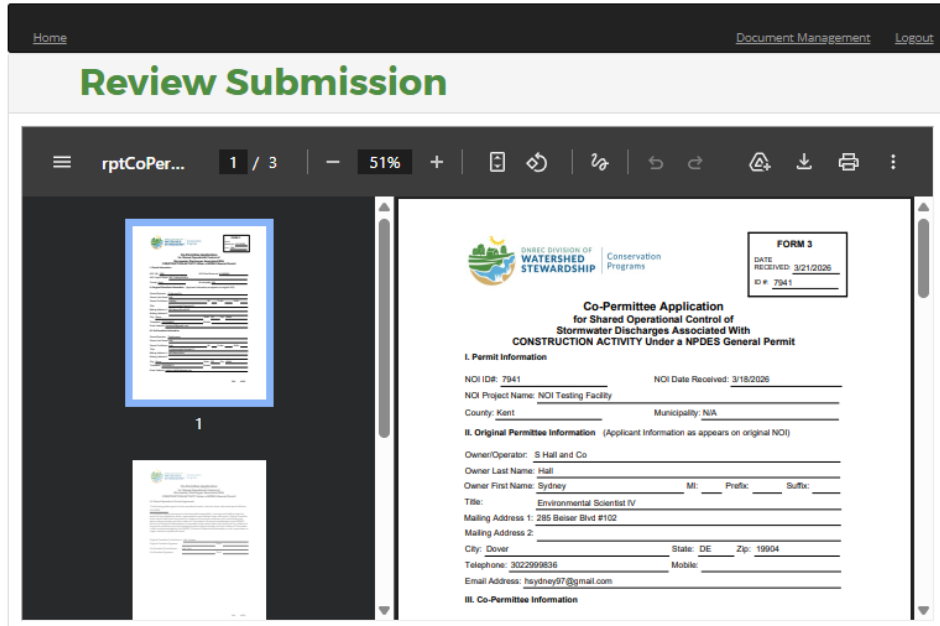 Home
Document Management
Logout
Review Submission
rptCoPer...
1 / 3
51%
1
DNREC DIVISION OF
WATERSHED
STEWARDSHIP
Conservation
Programs
FORM 3
DATE
RECEIVED: 3/21/2026
ID #: 7941
Co-Permittee Application
for Shared Operational Control of
Stormwater Discharges Associated With
CONSTRUCTION ACTIVITY Under a NPDES General Permit
I. Permit Information
NOI ID#: 7941 NOI Date Received: 3/18/2026
NOI Project Name: NOI Testing Facility
County: Kent Municipality: N/A
II. Original Permittee Information (Applicant Information as appears on original NOI)
Owner/Operator: S Hall and Co
Owner Last Name: Hall
Owner First Name: Sydney MI: Prefix: Suffix:
Title: Environmental Scientist IV
Mailing Address 1: 285 Beiser Blvd #102
Mailing Address 2:
City: Dover State: DE Zip: 19904
Telephone: 3022999836 Mobile:
Email Address: hsydney97@gmail.com
III. Co-Permittee Information